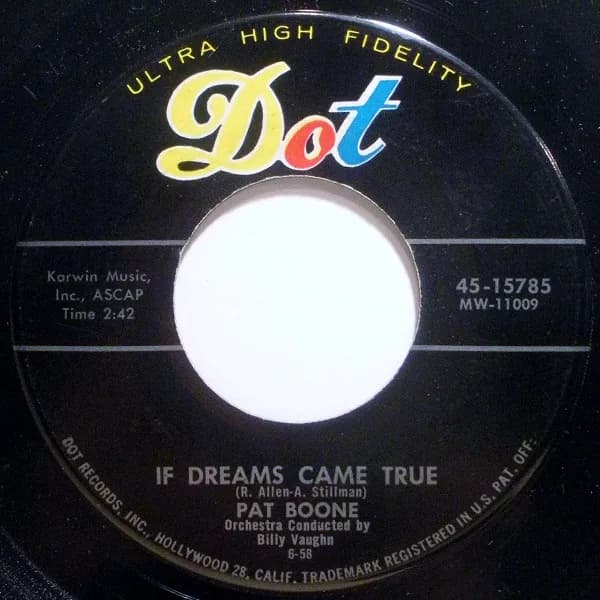 ULTRA HIGH FIDELITY
Dot
Korwin Music,
Inc., ASCAP
Time 2:42
45-15785
MW-11009
IF DREAMS CAME TRUE
(R. Allen-A. Stillman)
PAT BOONE
Orchestra Conducted by
Billy Vaughn
6-58
DOT RECORDS, INC., HOLLYWOOD 28, CALIF. TRADEMARK REGISTERED IN U.S. PAT. OFF.